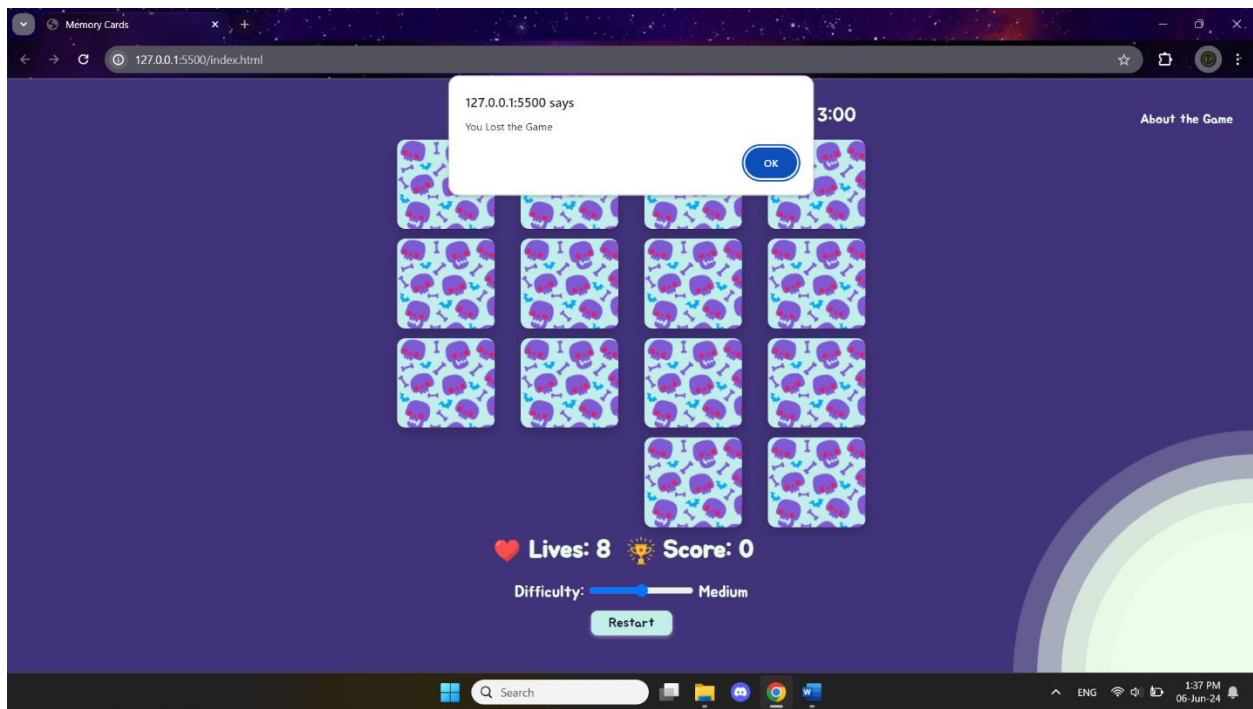 Memory Cards
127.0.0.1:5500/index.html
127.0.0.1:5500 says
You Lost the Game
OK
3:00
About the Game
Lives: 8 Score: 0
Difficulty: Medium
Restart
Search
ENG
1:37 PM
06-Jun-24